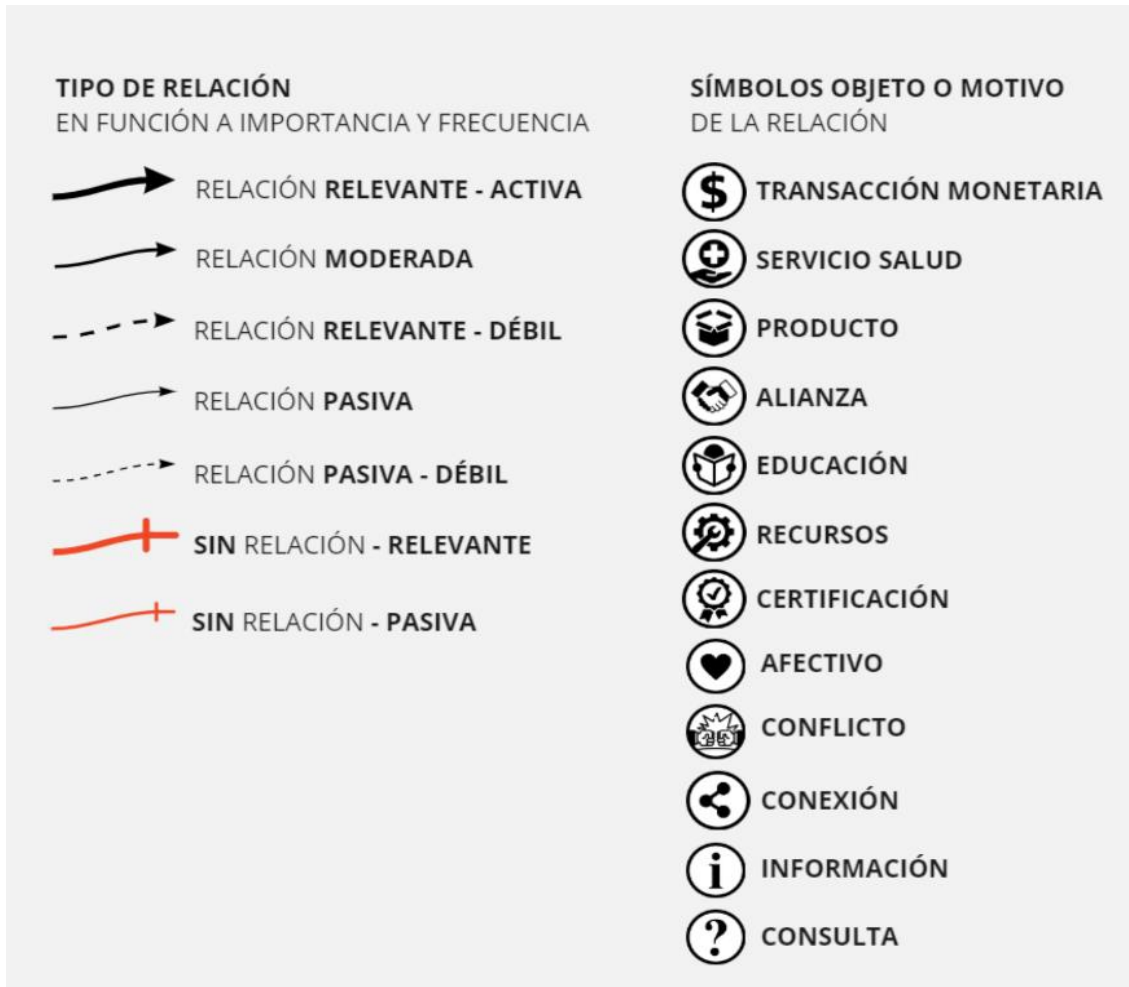 TIPO DE RELACIÓN
EN FUNCIÓN A IMPORTANCIA Y FRECUENCIA
RELACIÓN RELEVANTE - ACTIVA
RELACIÓN MODERADA
RELACIÓN RELEVANTE - DÉBIL
RELACIÓN PASIVA
RELACIÓN PASIVA - DÉBIL
SIN RELACIÓN - RELEVANTE
SIN RELACIÓN - PASIVA
SÍMBOLOS OBJETO O MOTIVO
DE LA RELACIÓN
$ TRANSACCIÓN MONETARIA
SERVICIO SALUD
PRODUCTO
ALIANZA
EDUCACIÓN
RECURSOS
CERTIFICACIÓN
AFECTIVO
CONFLICTO
CONEXIÓN
i INFORMACIÓN
? CONSULTA